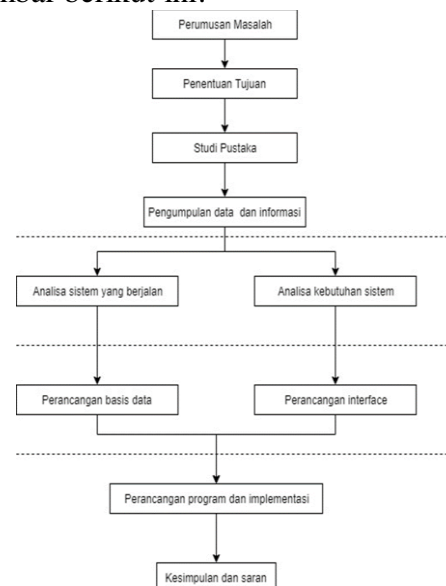 Perumusan Masalah
Penentuan Tujuan
Studi Pustaka
Pengumpulan data dan informasi
Analisa sistem yang berjalan
Analisa kebutuhan sistem
Perancangan basis data
Perancangan interface
Perancangan program dan implementasi
Kesimpulan dan saran